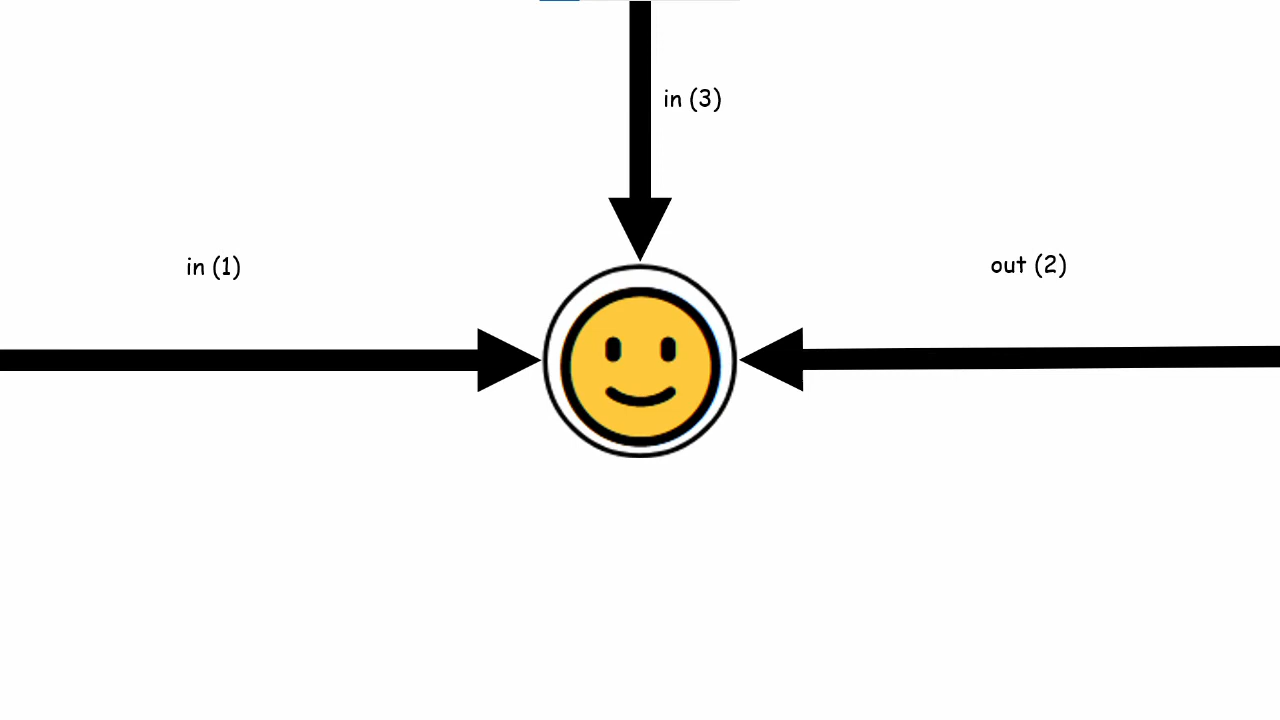 in (3)
in (1)
out (2)